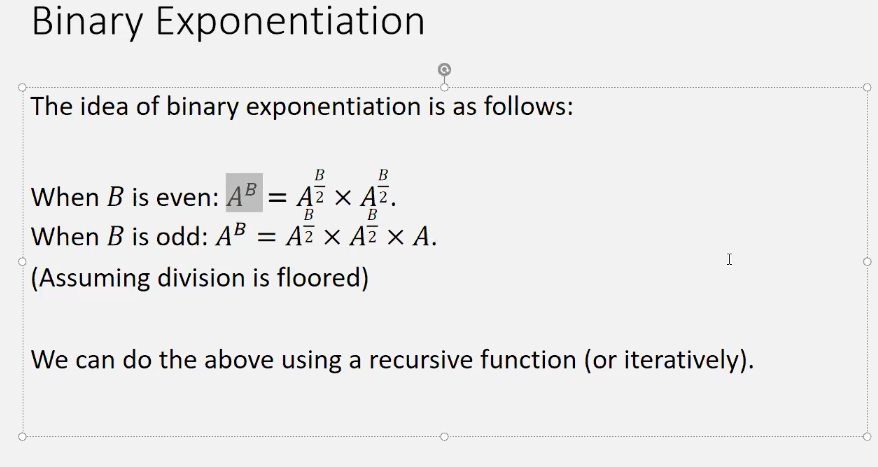 Binary Exponentiation
The idea of binary exponentiation is as follows:
When $B$ is even: $A^B = A^{\frac{B}{2}} \times A^{\frac{B}{2}}$.
When $B$ is odd: $A^B = A^{\frac{B}{2}} \times A^{\frac{B}{2}} \times A$.
(Assuming division is floored)
We can do the above using a recursive function (or iteratively).